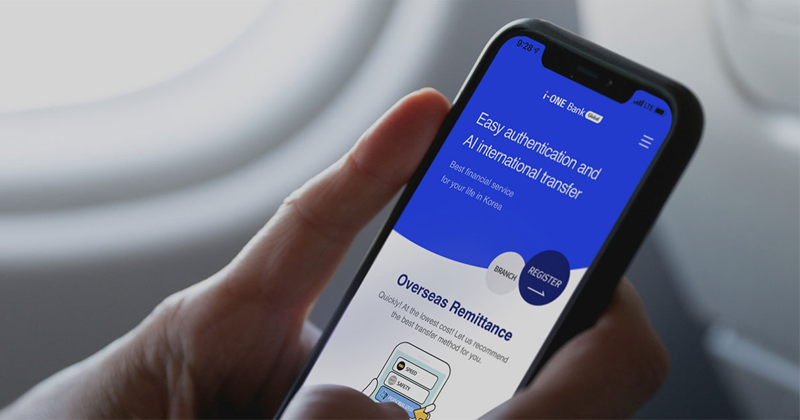 9:28
LTE
i-ONE Bank Global
Easy authentication and
AI international transfer
Best financial service
for your life in Korea
BRANCH
REGISTER
Overseas Remittance
Quickly! At the lowest cost! Let us recommend
the best transfer method for you.
SPEED
SAFETY